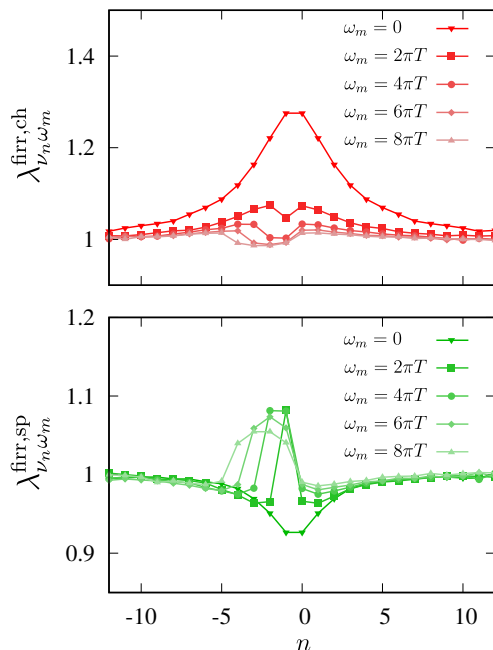 λ^{firr,ch}_{ν_n ω_m}
1.4
1.2
1
ω_m = 0
ω_m = 2πT
ω_m = 4πT
ω_m = 6πT
ω_m = 8πT
λ^{firr,sp}_{ν_n ω_m}
1.2
1.1
1
0.9
ω_m = 0
ω_m = 2πT
ω_m = 4πT
ω_m = 6πT
ω_m = 8πT
-10 -5 0 5 10
n